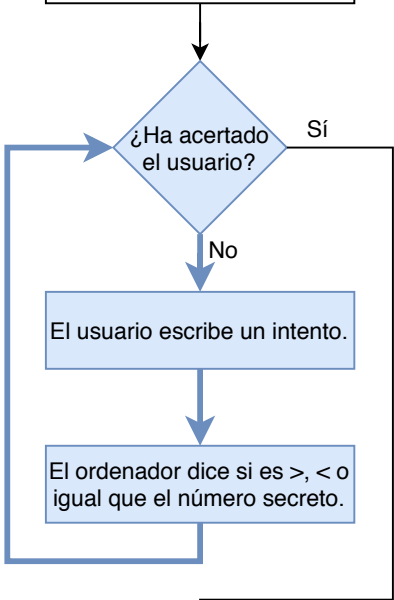 ¿Ha acertado
el usuario?
Sí
No
El usuario escribe un intento.
El ordenador dice si es >, < o
igual que el número secreto.